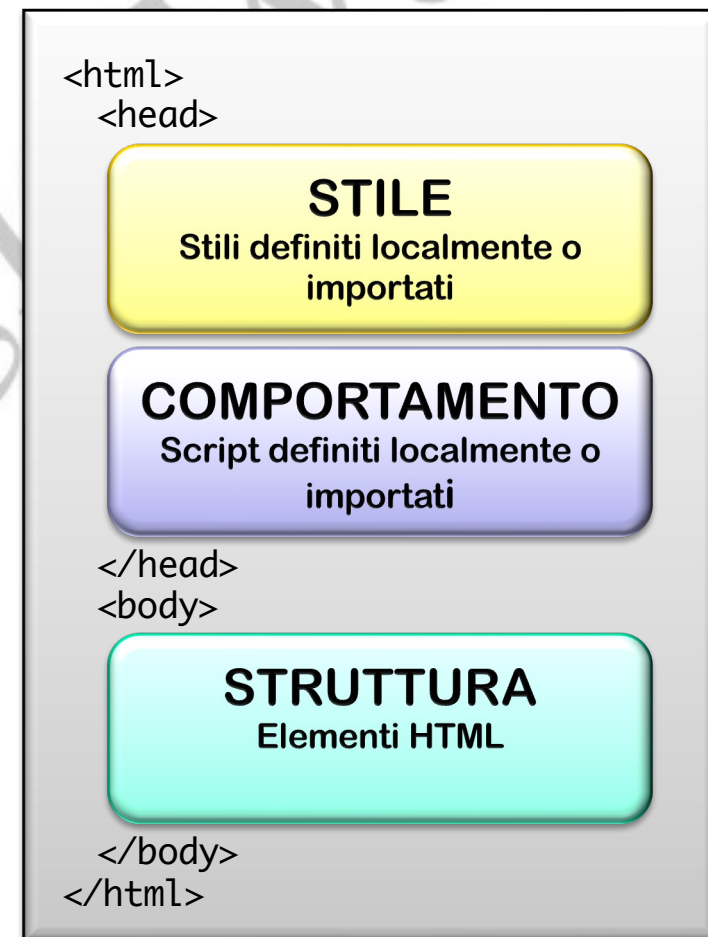 <html>
<head>
STILE
Stili definiti localmente o
importati
COMPORTAMENTO
Script definiti localmente o
importati
</head>
<body>
STRUTTURA
Elementi HTML
</body>
</html>